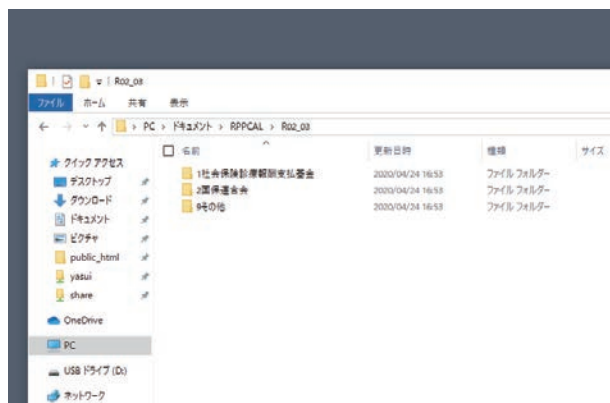 R02_03
ファイル ホーム 共有 表示
PC > ドキュメント > RPPCAL > R02_03
名前 更新日時 種類 サイズ
1社会保険診療報酬支払基金 2020/04/24 16:53 ファイル フォルダー
2国保連合会 2020/04/24 16:53 ファイル フォルダー
9その他 2020/04/24 16:53 ファイル フォルダー
クイック アクセス
デスクトップ
ダウンロード
ドキュメント
ピクチャ
public_html
yasui
share
OneDrive
PC
USB ドライブ (D:)
ネットワーク